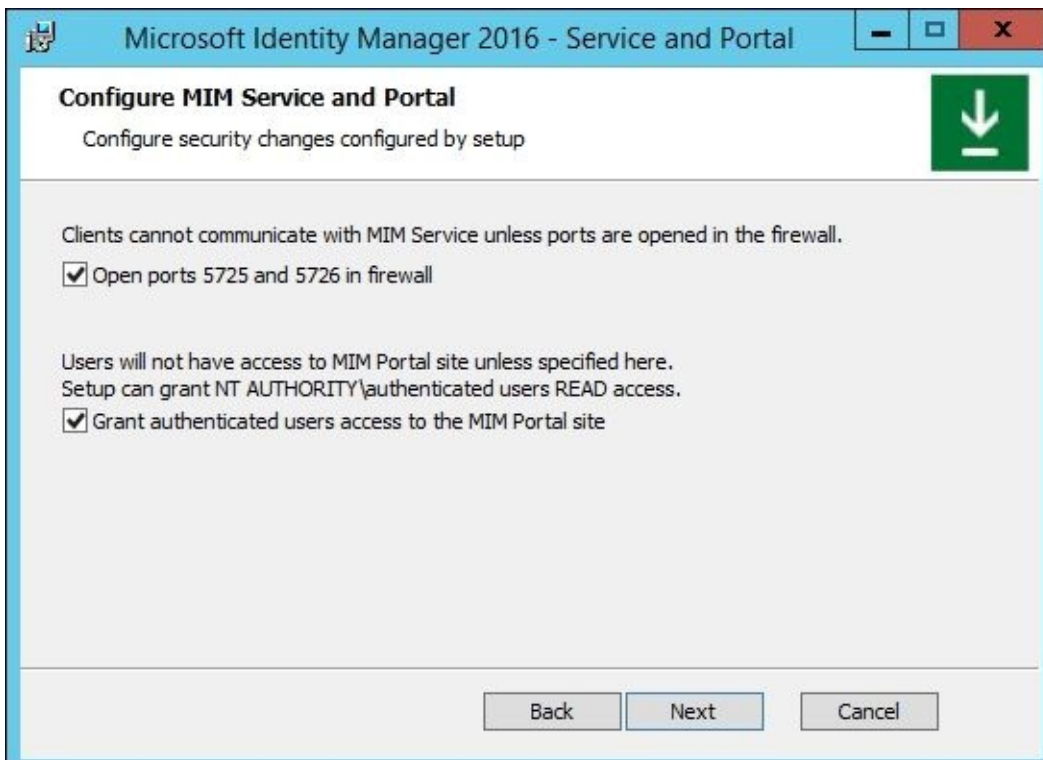 Microsoft Identity Manager 2016 - Service and Portal
Configure MIM Service and Portal
Configure security changes configured by setup
Clients cannot communicate with MIM Service unless ports are opened in the firewall.
Open ports 5725 and 5726 in firewall
Users will not have access to MIM Portal site unless specified here.
Setup can grant NT AUTHORITY\authenticated users READ access.
Grant authenticated users access to the MIM Portal site
Back Next Cancel